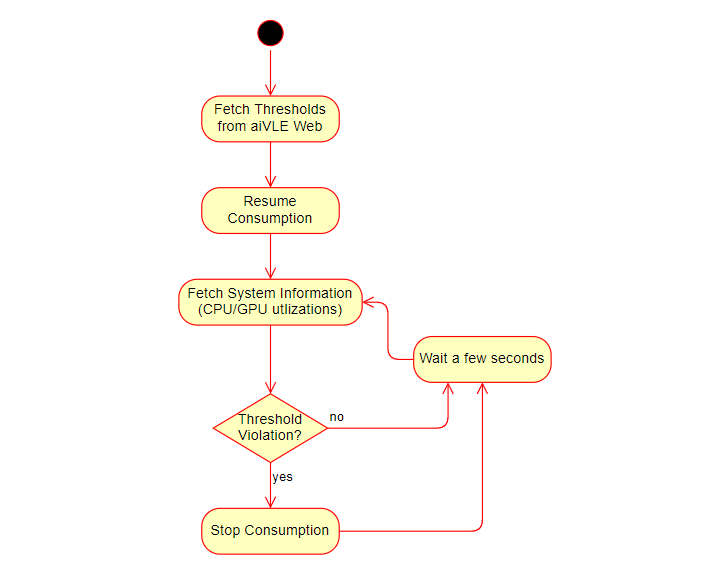 Fetch Thresholds
from aiVLE Web
Resume
Consumption
Fetch System Information
(CPU/GPU utlizations)
Wait a few seconds
Threshold
Violation?
no
yes
Stop Consumption